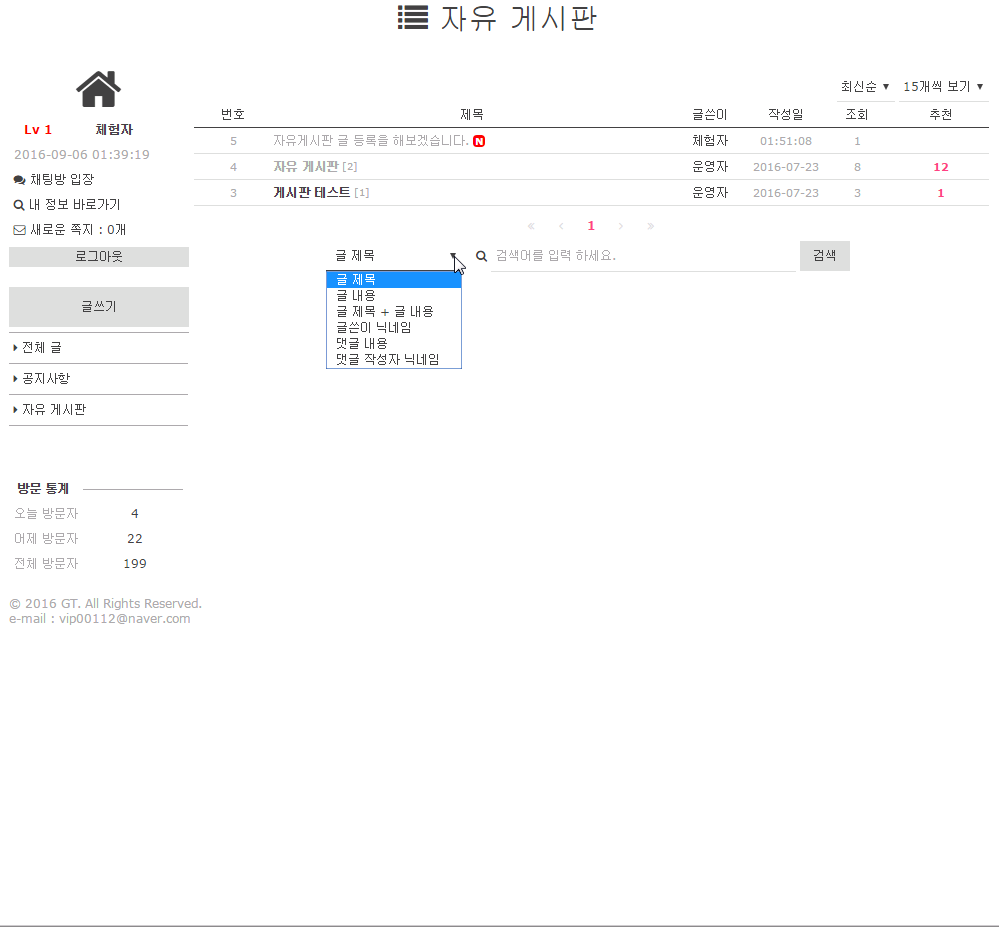 자유 게시판
최신순 ▼ 15개씩 보기 ▼
Lv 1 체험자
2016-09-06 01:39:19
채팅방 입장
내 정보 바로가기
새로운 쪽지 : 0개
로그아웃
글쓰기
전체 글
공지사항
자유 게시판
방문 통계
오늘 방문자 4
어제 방문자 22
전체 방문자 199
© 2016 GT. All Rights Reserved.
e-mail : vip00112@naver.com
번호 제목 글쓴이 작성일 조회 추천
5 자유게시판 글 등록을 해보겠습니다. N 체험자 01:51:08 1
4 자유 게시판 [2] 운영자 2016-07-23 8 12
3 게시판 테스트 [1] 운영자 2016-07-23 3 1
« ‹ 1 › »
글 제목 검색어를 입력 하세요. 검색
글 제목
글 내용
글 제목 + 글 내용
글쓴이 닉네임
댓글 내용
댓글 작성자 닉네임